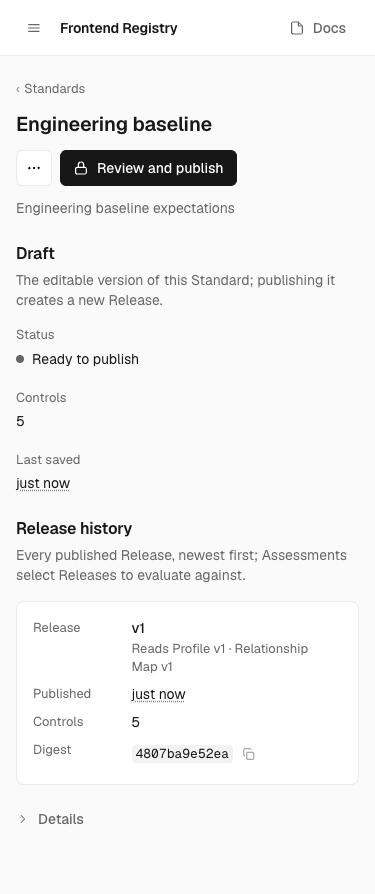 Frontend Registry
Docs
‹ Standards
Engineering baseline
Review and publish
Engineering baseline expectations
Draft
The editable version of this Standard; publishing it
creates a new Release.
Status
Ready to publish
Controls
5
Last saved
just now
Release history
Every published Release, newest first; Assessments
select Releases to evaluate against.
Release v1
Reads Profile v1 · Relationship
Map v1
Published just now
Controls 5
Digest 4807ba9e52ea
Details